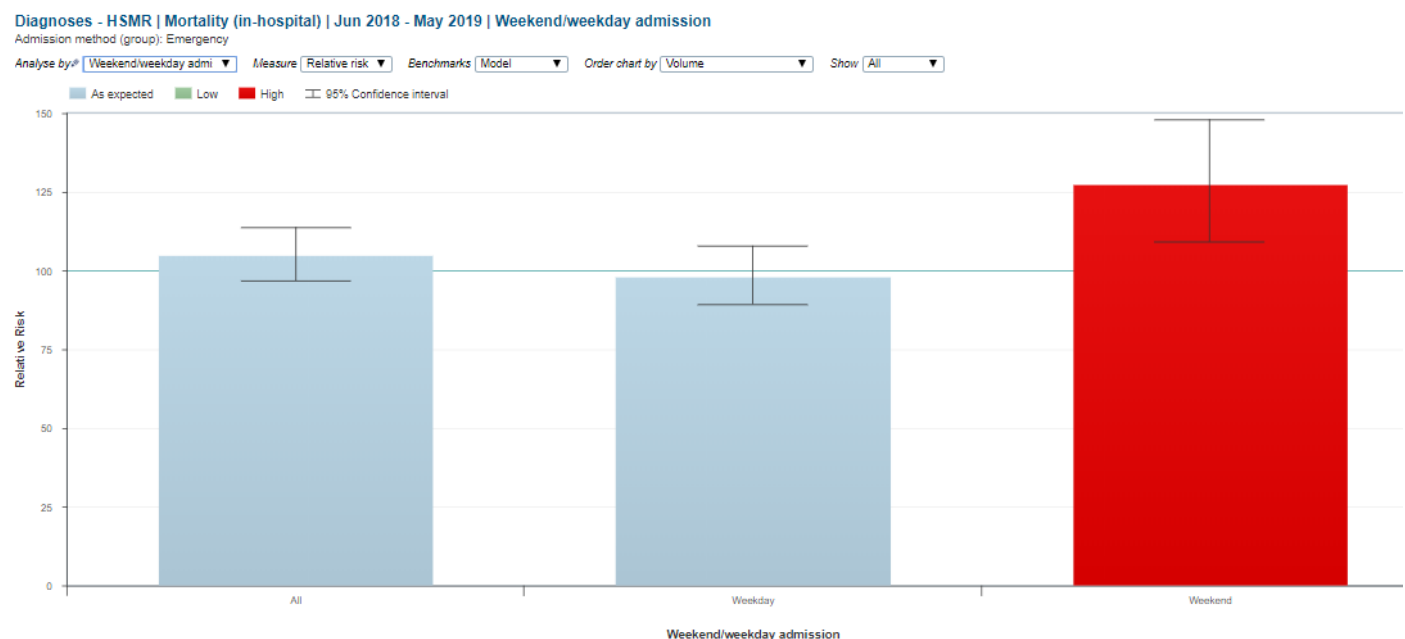 Diagnoses - HSMR | Mortality (in-hospital) | Jun 2018 - May 2019 | Weekend/weekday admission
Admission method (group): Emergency
Analyse by Weekend/weekday admi ▼ Measure Relative risk ▼ Benchmarks Model ▼ Order chart by Volume ▼ Show All ▼
As expected Low High 95% Confidence interval
150
125
100
75
50
25
0
Relative Risk
All Weekday Weekend
Weekend/weekday admission